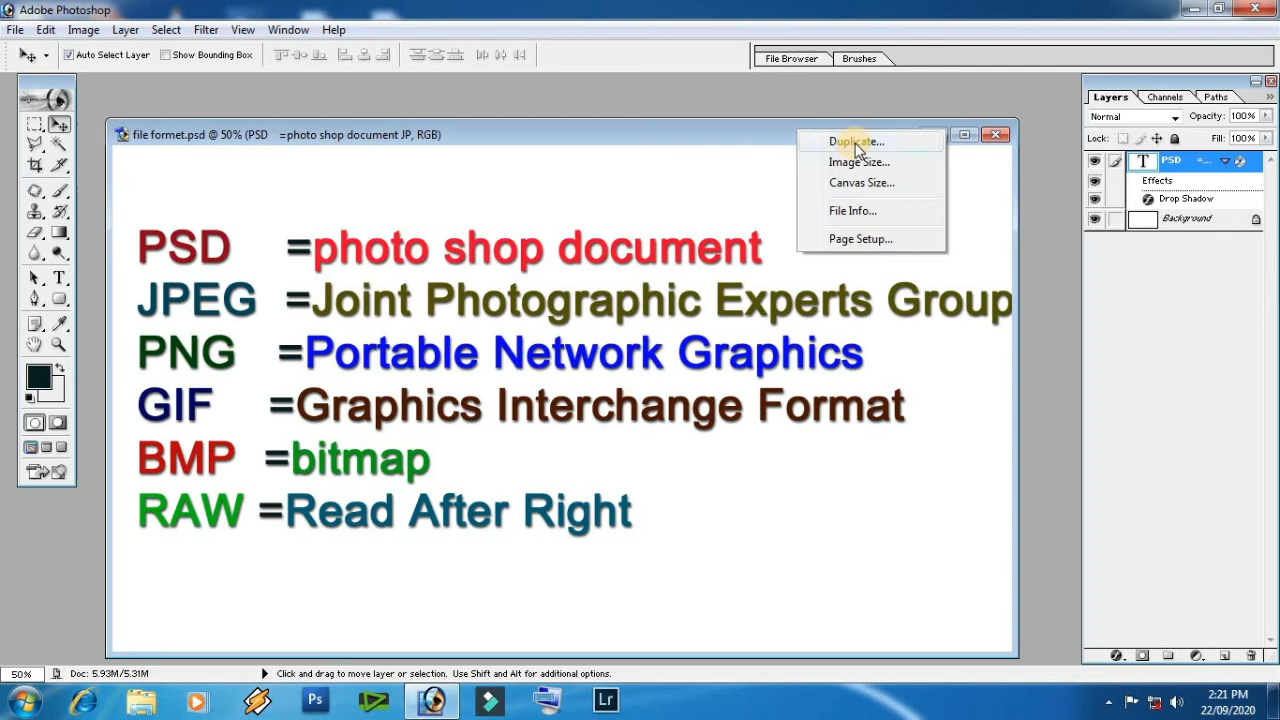 Adobe Photoshop
File Edit Image Layer Select Filter View Window Help
Auto Select Layer Show Bounding Box File Browser Brushes
Layers Channels Paths
Normal Opacity: 100%
Lock: Fill: 100%
T PSD =...
Effects
Drop Shadow
Background
file formet.psd @ 50% (PSD =photo shop document JP, RGB)
Duplicate...
Image Size...
Canvas Size...
File Info...
Page Setup...
PSD =photo shop document
JPEG =Joint Photographic Experts Group
PNG =Portable Network Graphics
GIF =Graphics Interchange Format
BMP =bitmap
RAW =Read After Right
50% Doc: 5.93M/5.31M Click and drag to move layer or selection. Use Shift and Alt for additional options.
Ps Lr
2:21 PM
22/09/2020